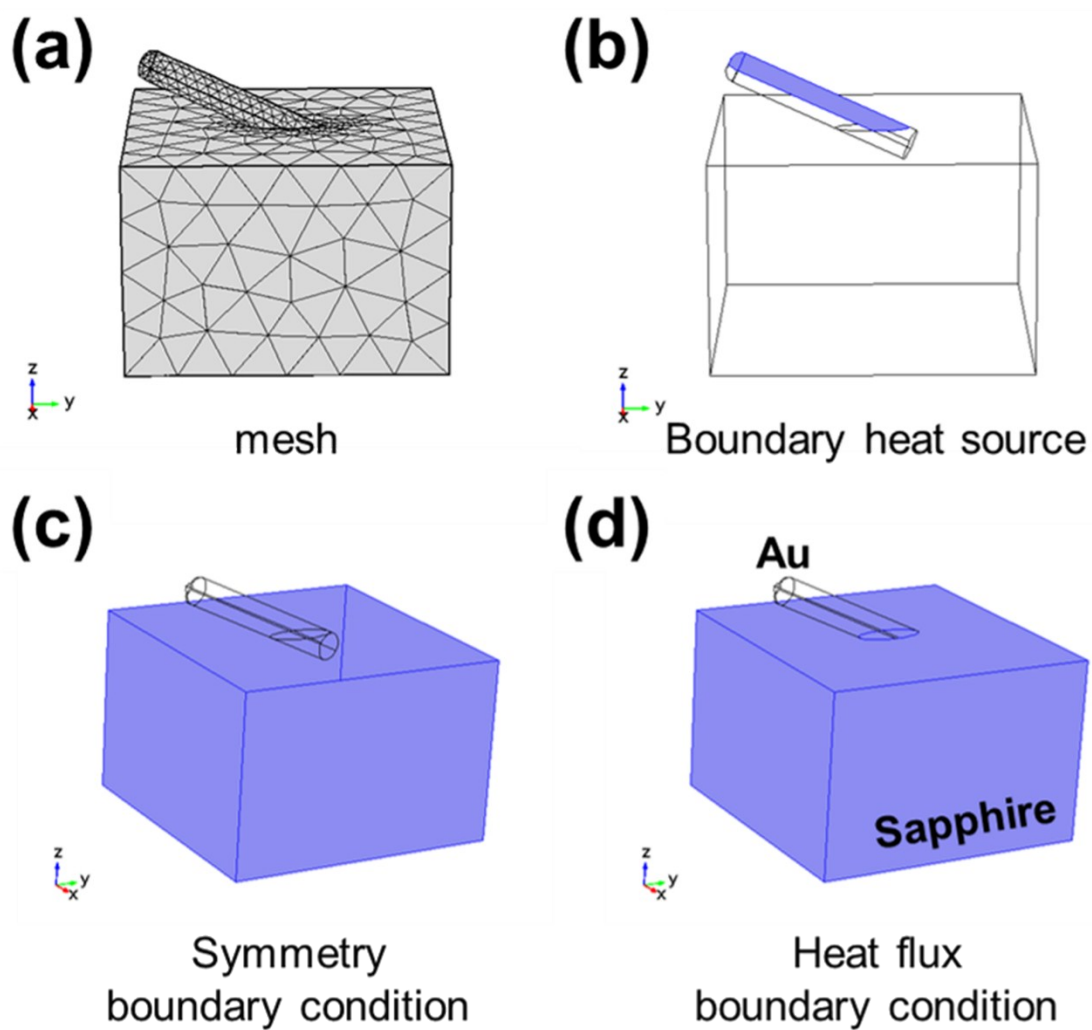 (a)
(b)
z
y
x
mesh
z
y
x
Boundary heat source
(c)
(d)
Au
Sapphire
z
y
x
z
y
x
Symmetry
boundary condition
Heat flux
boundary condition